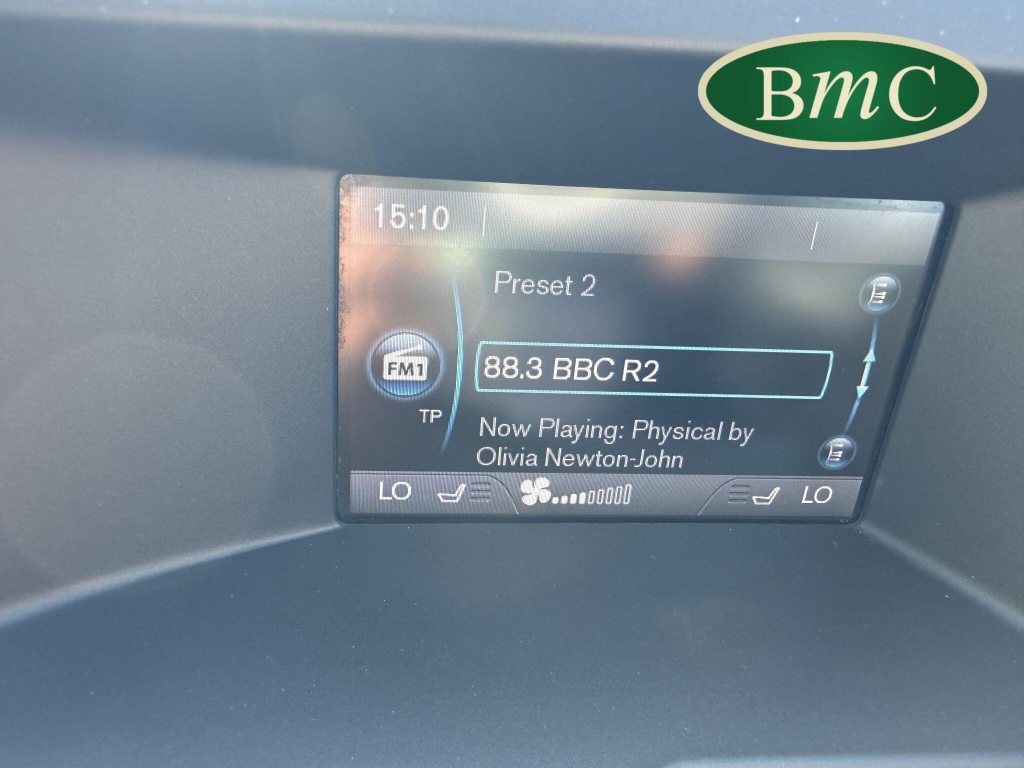 BmC
15:10
Preset 2
FM1
88.3 BBC R2
TP
Now Playing: Physical by
Olivia Newton-John
LO
LO